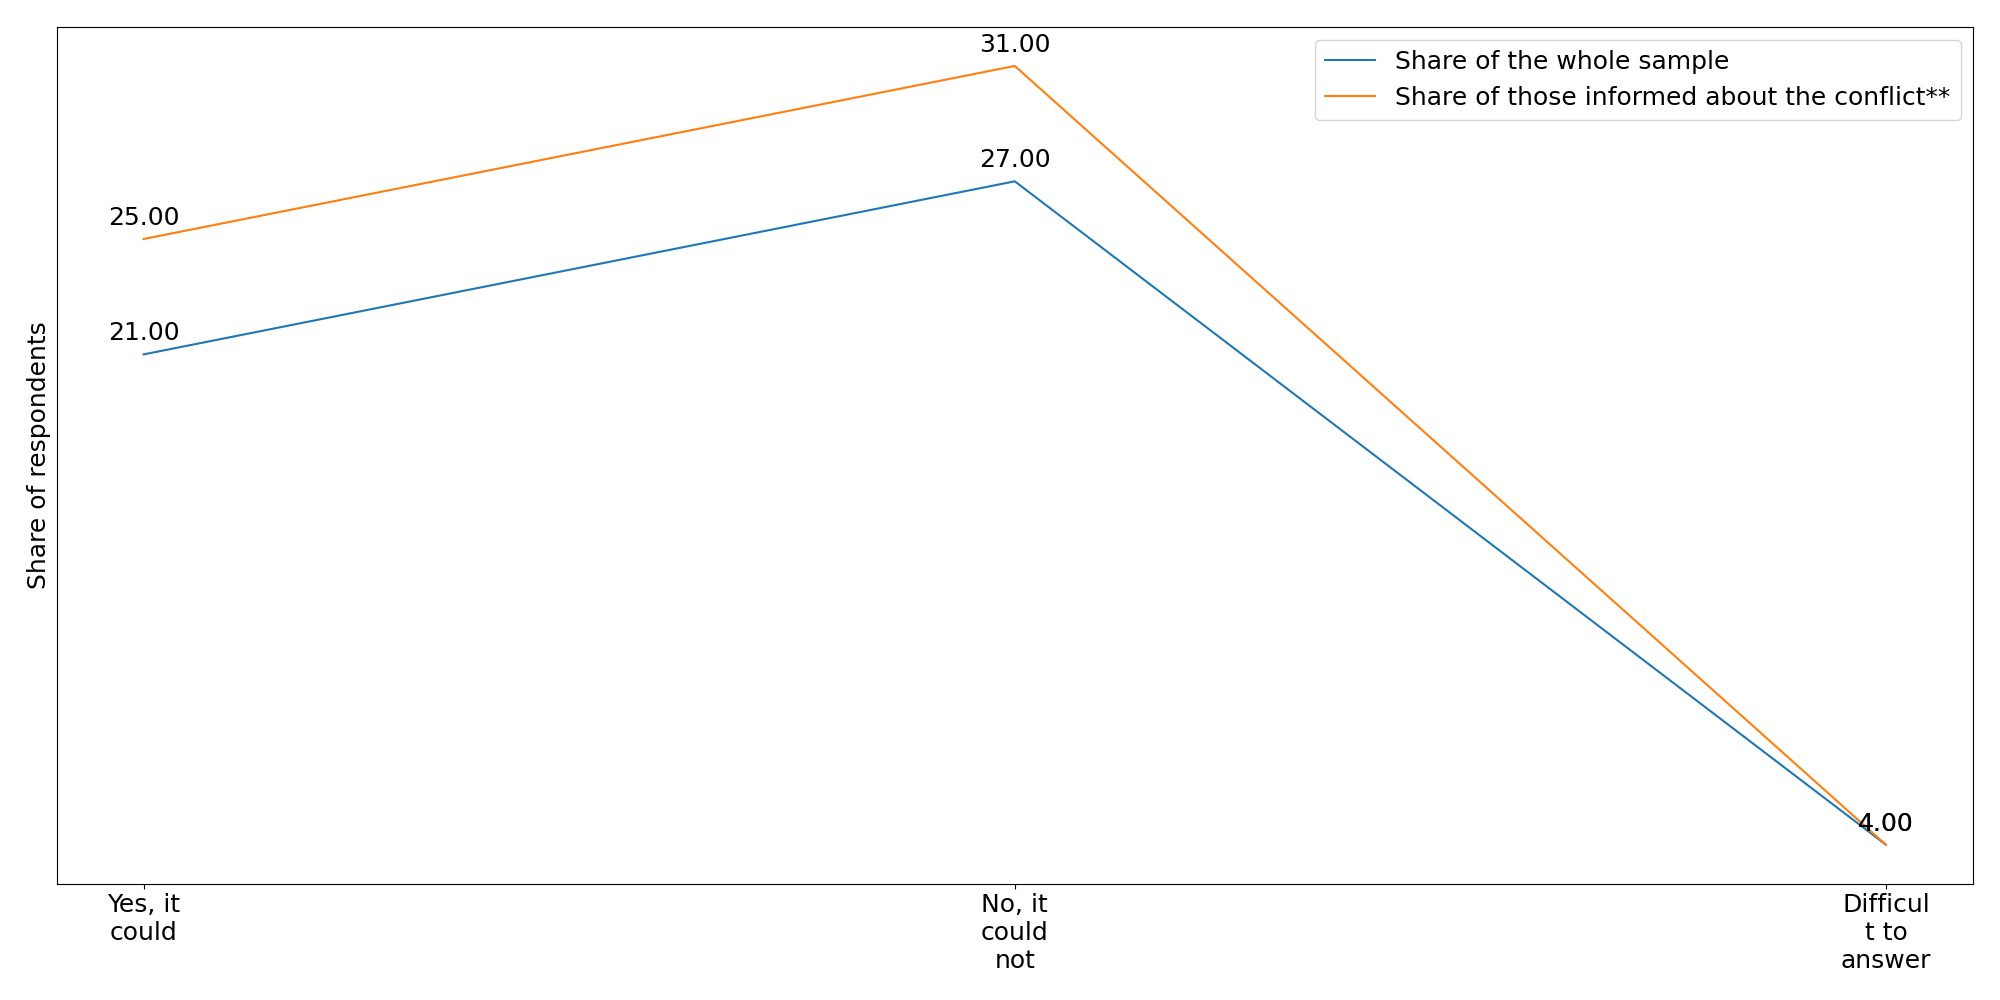 31.00
Share of the whole sample
Share of those informed about the conflict**
27.00
25.00
21.00
Share of respondents
4.00
Yes, it
could
No, it
could
not
Difficul
t to
answer